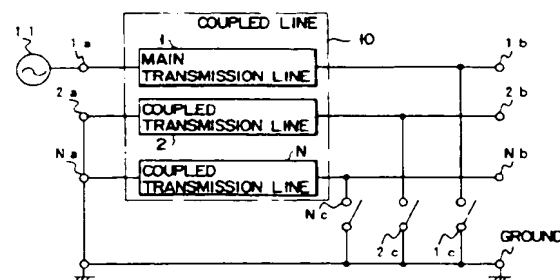 COUPLED LINE
11
1a
1
10
1b
MAIN
TRANSMISSION LINE
2a
COUPLED
TRANSMISSION LINE
2b
2
Na
N
COUPLED
TRANSMISSION LINE
Nb
Nc
2c
1c
GROUND